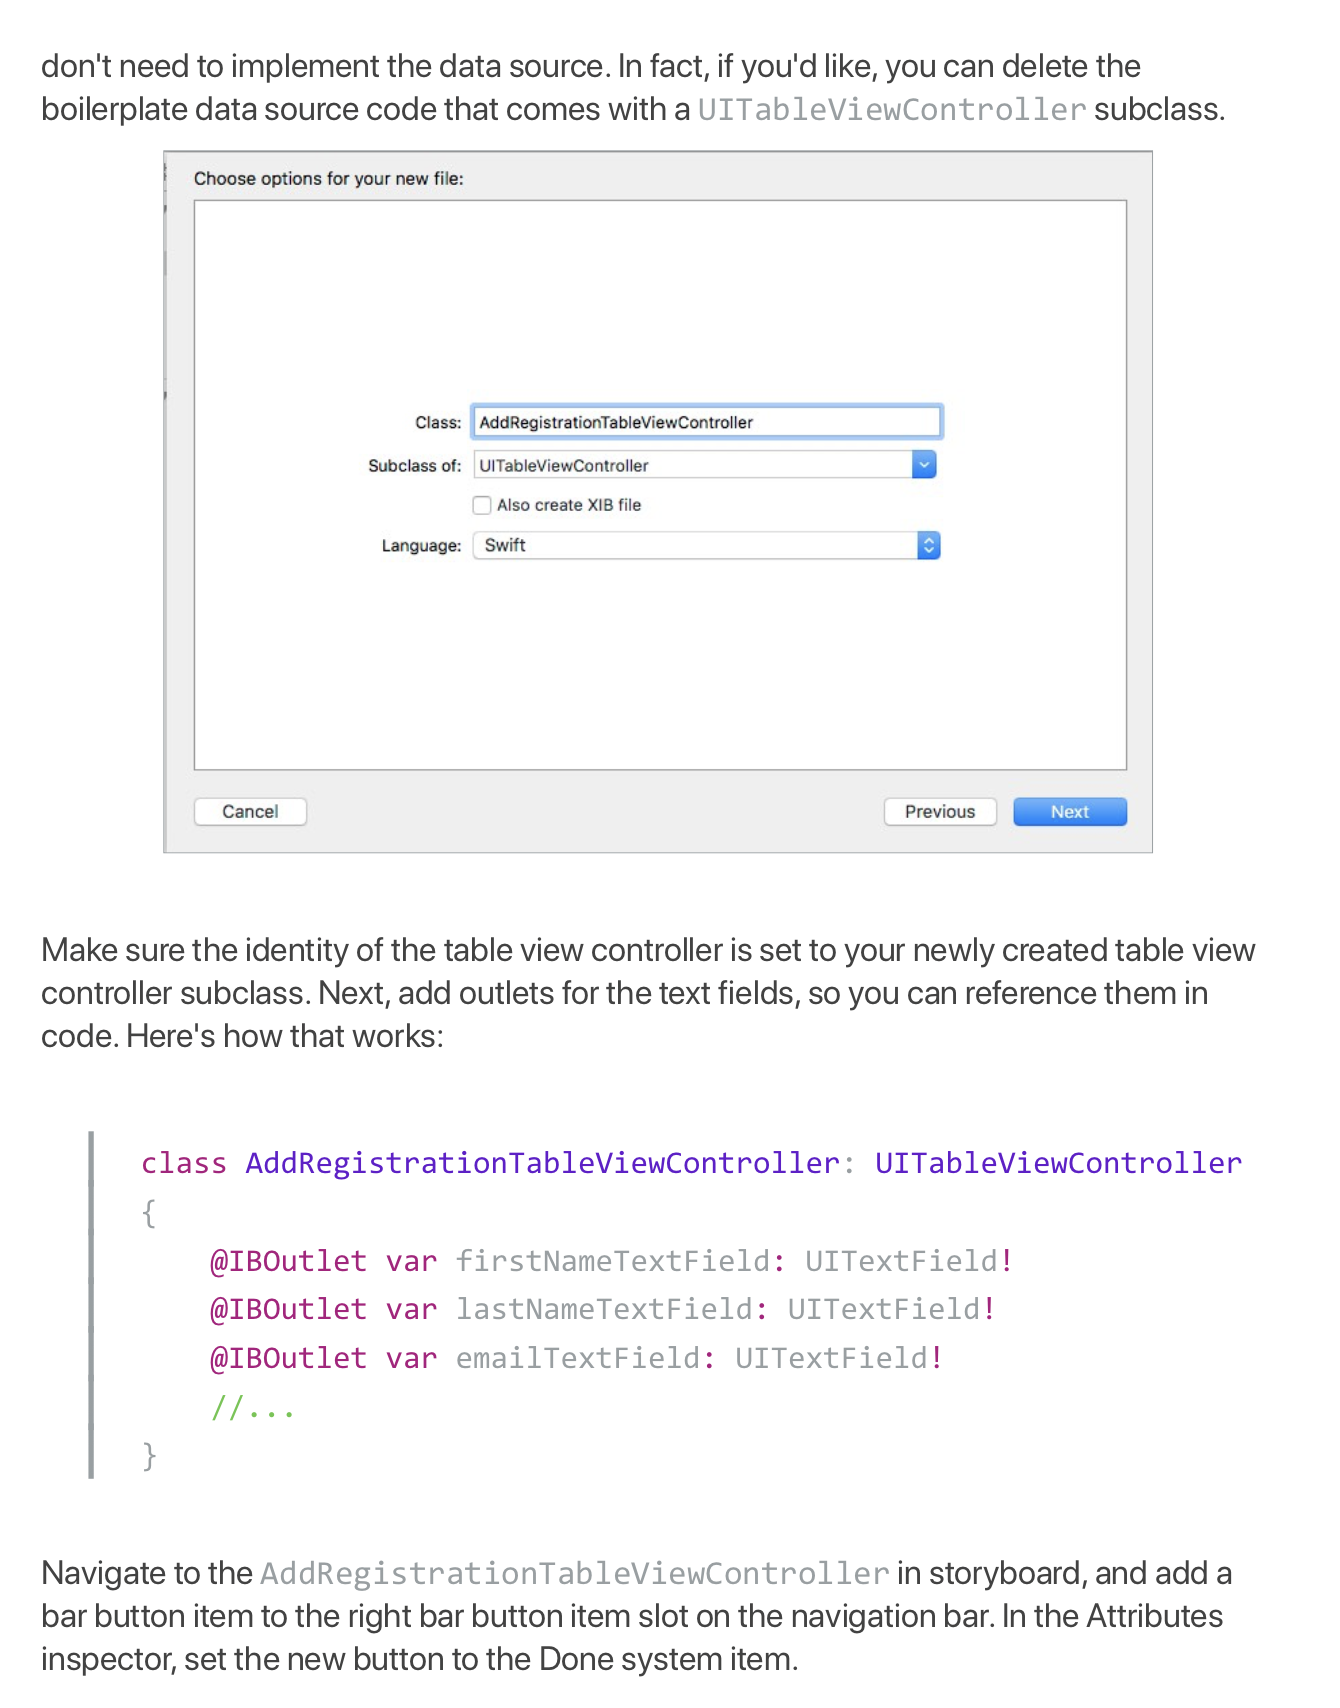 don't need to implement the data source. In fact, if you'd like, you can delete the
boilerplate data source code that comes with a UITableViewController subclass.
Choose options for your new file:
Class: AddRegistrationTableViewController
Subclass of: UITableViewController
Also create XIB file
Language: Swift
Cancel Previous Next
Make sure the identity of the table view controller is set to your newly created table view
controller subclass. Next, add outlets for the text fields, so you can reference them in
code. Here's how that works:
class AddRegistrationTableViewController: UITableViewController
{
@IBOutlet var firstNameTextField: UITextField!
@IBOutlet var lastNameTextField: UITextField!
@IBOutlet var emailTextField: UITextField!
//...
}
Navigate to the AddRegistrationTableViewController in storyboard, and add a
bar button item to the right bar button item slot on the navigation bar. In the Attributes
inspector, set the new button to the Done system item.